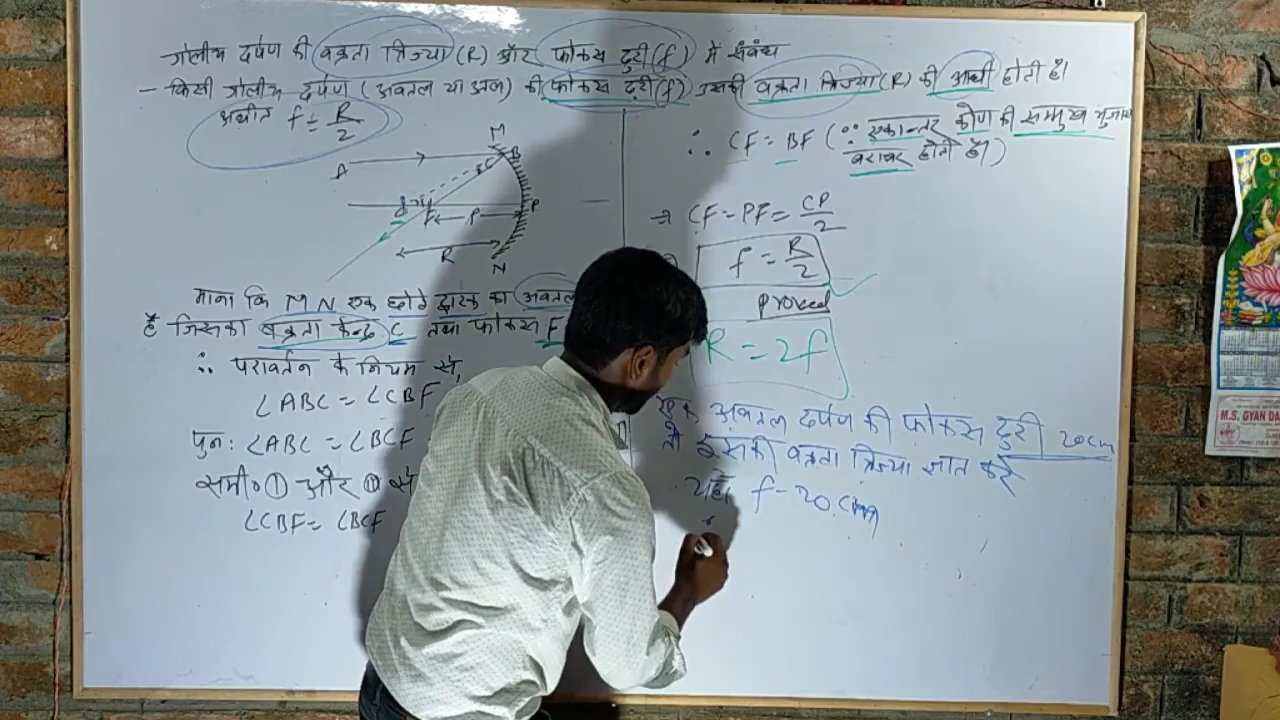 गोलीय दर्पण की वक्रता त्रिज्या (R) और फोकस दुरी (f) में संबंध
- किसी गोलीय दर्पण (अवतल या उत्तल) की फोकस दुरी (f) उसकी वक्रता त्रिज्या (R) की आधी होती है।
अर्थात f = R/2
M
A
B
C
F
P
f
R
N
माना कि MN एक छोटे द्वारक का अवतल
है जिसका वक्रता केन्द्र C तथा फोकस F
∴ परावर्तन के नियम से,
∠ABC = ∠CBF
पुनः ∠ABC = ∠BCF
समी० ① और ⑪ से
∠CBF = ∠BCF
∴ CF = BF (∵ एकान्तर कोण की सम्मुख भुजाएँ
बराबर होती है।)
⇒ CF = PF = CP/2
f = R/2
proved
R = 2f
एक अवतल दर्पण की फोकस दुरी 20cm
तो इसकी वक्रता त्रिज्या ज्ञात करें
यहाँ f = 20 cm
M.S. GYAN DA